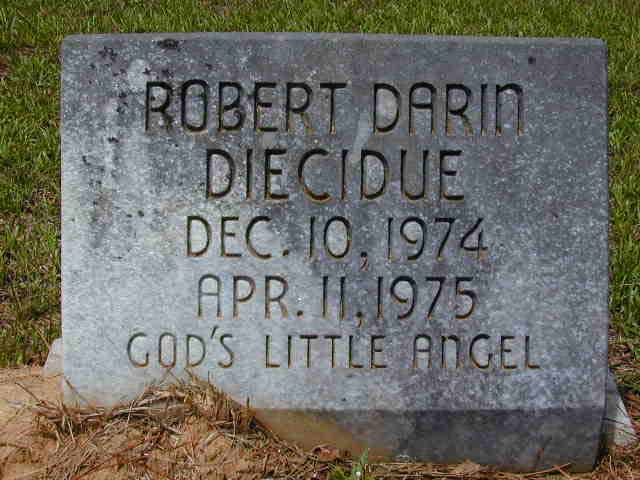 ROBERT DARIN
DIECIDUE
DEC. 10, 1974
APR. 11, 1975
GOD'S LITTLE ANGEL